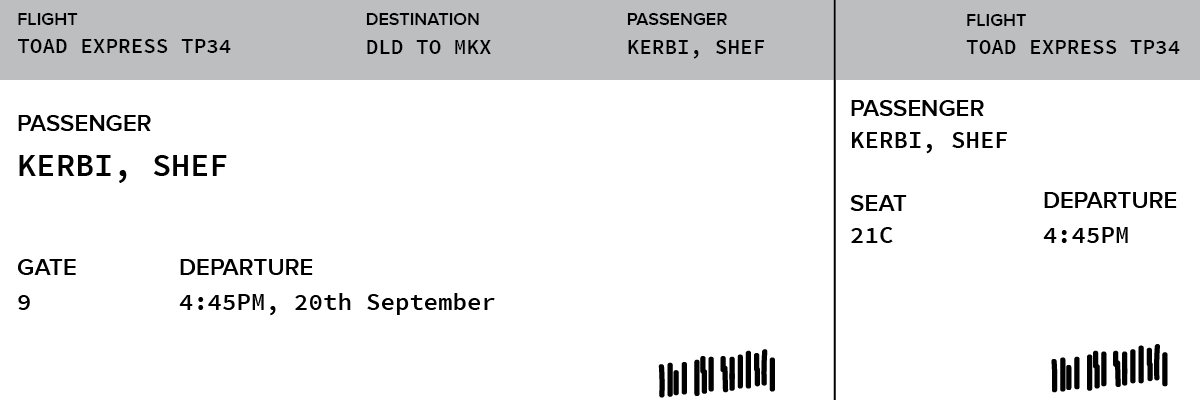 FLIGHT
TOAD EXPRESS TP34
DESTINATION
DLD TO MKX
PASSENGER
KERBI, SHEF
PASSENGER
KERBI, SHEF
GATE
9
DEPARTURE
4:45PM, 20th September
FLIGHT
TOAD EXPRESS TP34
PASSENGER
KERBI, SHEF
SEAT
21C
DEPARTURE
4:45PM